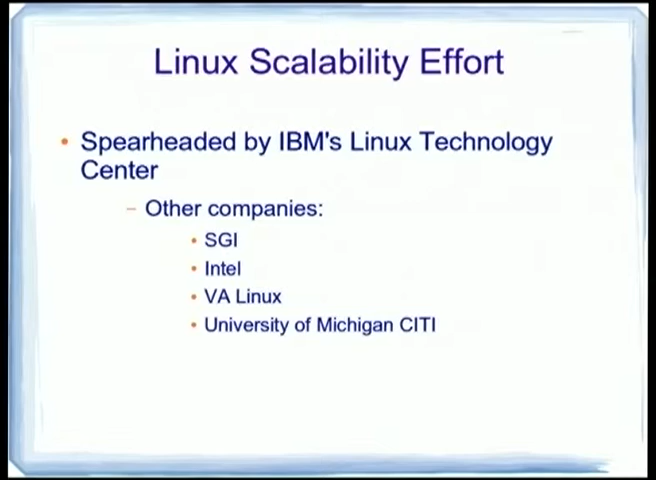 Linux Scalability Effort
• Spearheaded by IBM's Linux Technology
Center
– Other companies:
• SGI
• Intel
• VA Linux
• University of Michigan CITI